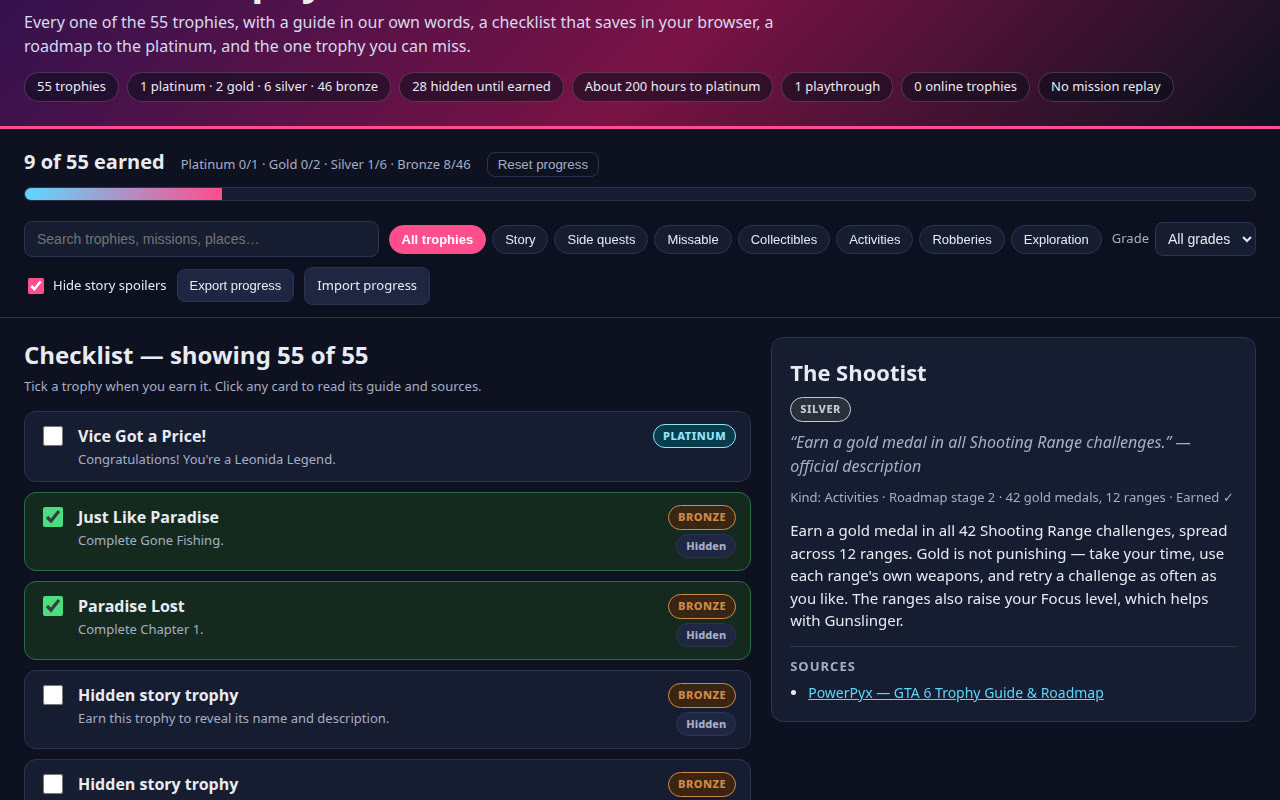 Every one of the 55 trophies, with a guide in our own words, a checklist that saves in your browser, a
roadmap to the platinum, and the one trophy you can miss.
55 trophies
1 platinum · 2 gold · 6 silver · 46 bronze
28 hidden until earned
About 200 hours to platinum
1 playthrough
0 online trophies
No mission replay
9 of 55 earned
Platinum 0/1 · Gold 0/2 · Silver 1/6 · Bronze 8/46
Reset progress
Search trophies, missions, places…
All trophies
Story
Side quests
Missable
Collectibles
Activities
Robberies
Exploration
Grade
All grades
Hide story spoilers
Export progress
Import progress
Checklist — showing 55 of 55
Tick a trophy when you earn it. Click any card to read its guide and sources.
Vice Got a Price!
PLATINUM
Congratulations! You're a Leonida Legend.
Just Like Paradise
BRONZE
Complete Gone Fishing.
Hidden
Paradise Lost
BRONZE
Complete Chapter 1.
Hidden
Hidden story trophy
BRONZE
Earn this trophy to reveal its name and description.
Hidden
Hidden story trophy
BRONZE
The Shootist
SILVER
“Earn a gold medal in all Shooting Range challenges.” —
official description
Kind: Activities · Roadmap stage 2 · 42 gold medals, 12 ranges · Earned ✓
Earn a gold medal in all 42 Shooting Range challenges, spread
across 12 ranges. Gold is not punishing — take your time, use
each range's own weapons, and retry a challenge as often as
you like. The ranges also raise your Focus level, which helps
with Gunslinger.
SOURCES
PowerPyx — GTA 6 Trophy Guide & Roadmap